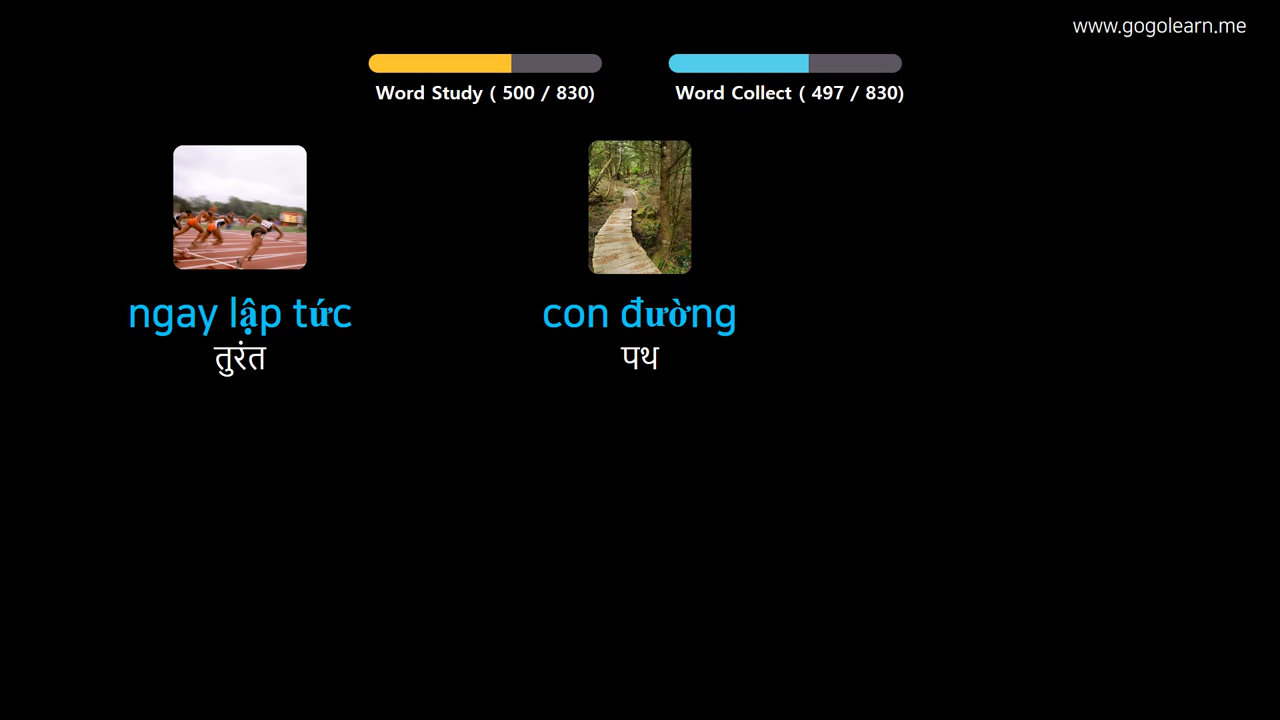 www.gogolearn.me
Word Study ( 500 / 830)
Word Collect ( 497 / 830)
ngay lập tức
तुरंत
con đường
पथ